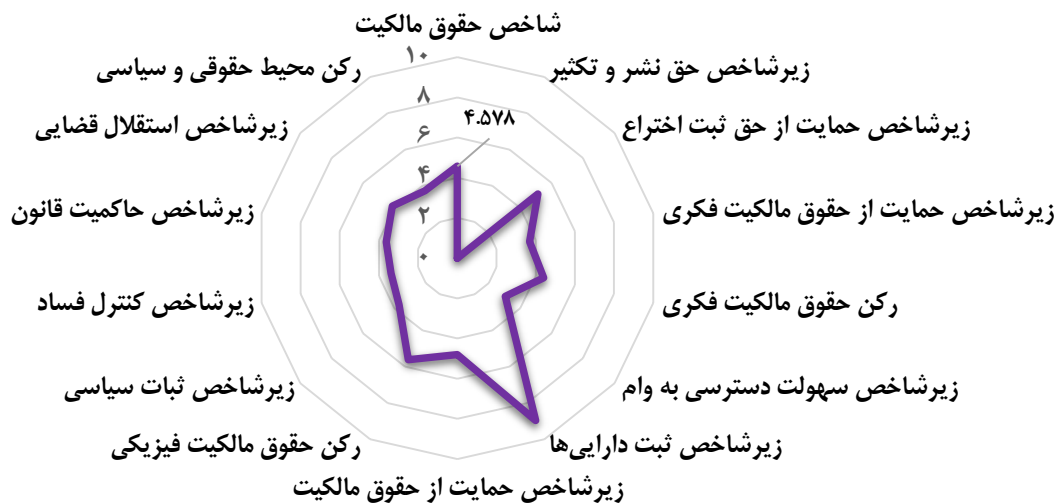 شاخص حقوق مالکیت
زیرشاخص حق نشر و تکثیر
زیرشاخص حمایت از حق ثبت اختراع
زیرشاخص حمایت از حقوق مالکیت فکری
رکن حقوق مالکیت فکری
زیرشاخص سهولت دسترسی به وام
زیرشاخص ثبت دارایی‌ها
زیرشاخص حمایت از حقوق مالکیت
رکن حقوق مالکیت فیزیکی
زیرشاخص ثبات سیاسی
زیرشاخص کنترل فساد
زیرشاخص حاکمیت قانون
زیرشاخص استقلال قضایی
رکن محیط حقوقی و سیاسی
۱۰
۸
۶
۴
۲
۰
۴.۵۷۸